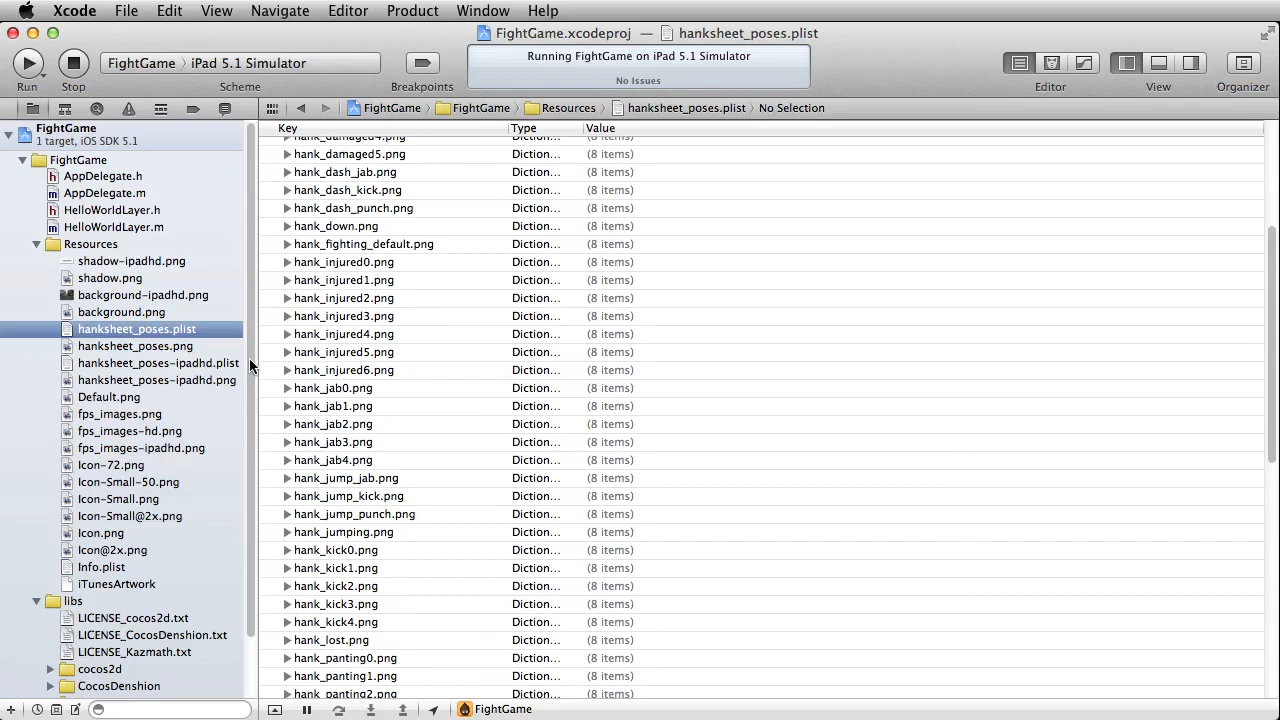 Xcode File Edit View Navigate Editor Product Window Help
FightGame.xcodeproj — hanksheet_poses.plist
FightGame › iPad 5.1 Simulator
Running FightGame on iPad 5.1 Simulator
No Issues
Run Stop Scheme Breakpoints Editor View Organizer
FightGame › FightGame › Resources › hanksheet_poses.plist › No Selection
FightGame
1 target, iOS SDK 5.1
FightGame
AppDelegate.h
AppDelegate.m
HelloWorldLayer.h
HelloWorldLayer.m
Resources
shadow-ipadhd.png
shadow.png
background-ipadhd.png
background.png
hanksheet_poses.plist
hanksheet_poses.png
hanksheet_poses-ipadhd.plist
hanksheet_poses-ipadhd.png
Default.png
fps_images.png
fps_images-hd.png
fps_images-ipadhd.png
Icon-72.png
Icon-Small-50.png
Icon-Small.png
Icon-Small@2x.png
Icon.png
Icon@2x.png
Info.plist
iTunesArtwork
libs
LICENSE_cocos2d.txt
LICENSE_CocosDenshion.txt
LICENSE_Kazmath.txt
cocos2d
CocosDenshion
Key Type Value
hank_damaged4.png Diction... (8 items)
hank_damaged5.png Diction... (8 items)
hank_dash_jab.png Diction... (8 items)
hank_dash_kick.png Diction... (8 items)
hank_dash_punch.png Diction... (8 items)
hank_down.png Diction... (8 items)
hank_fighting_default.png Diction... (8 items)
hank_injured0.png Diction... (8 items)
hank_injured1.png Diction... (8 items)
hank_injured2.png Diction... (8 items)
hank_injured3.png Diction... (8 items)
hank_injured4.png Diction... (8 items)
hank_injured5.png Diction... (8 items)
hank_injured6.png Diction... (8 items)
hank_jab0.png Diction... (8 items)
hank_jab1.png Diction... (8 items)
hank_jab2.png Diction... (8 items)
hank_jab3.png Diction... (8 items)
hank_jab4.png Diction... (8 items)
hank_jump_jab.png Diction... (8 items)
hank_jump_kick.png Diction... (8 items)
hank_jump_punch.png Diction... (8 items)
hank_jumping.png Diction... (8 items)
hank_kick0.png Diction... (8 items)
hank_kick1.png Diction... (8 items)
hank_kick2.png Diction... (8 items)
hank_kick3.png Diction... (8 items)
hank_kick4.png Diction... (8 items)
hank_lost.png Diction... (8 items)
hank_panting0.png Diction... (8 items)
hank_panting1.png Diction... (8 items)
hank_panting2.png Diction... (8 items)
FightGame